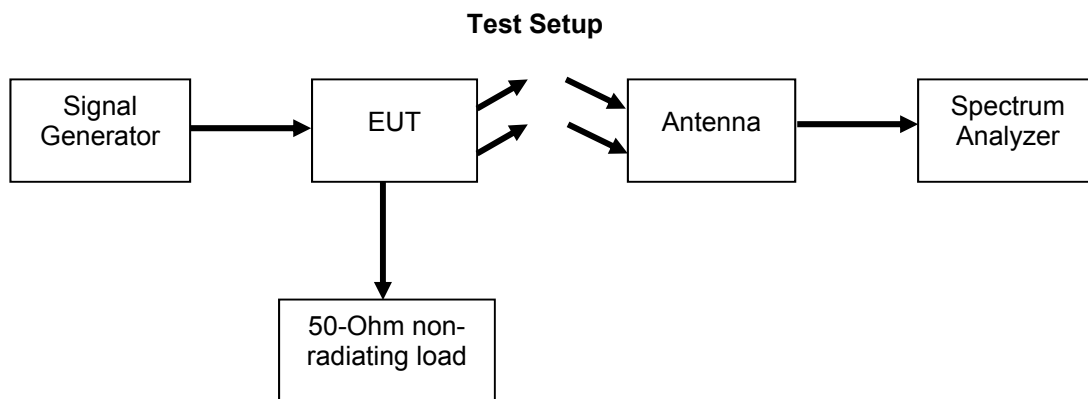 Test Setup
Signal
Generator
EUT
Antenna
Spectrum
Analyzer
50-Ohm non-
radiating load